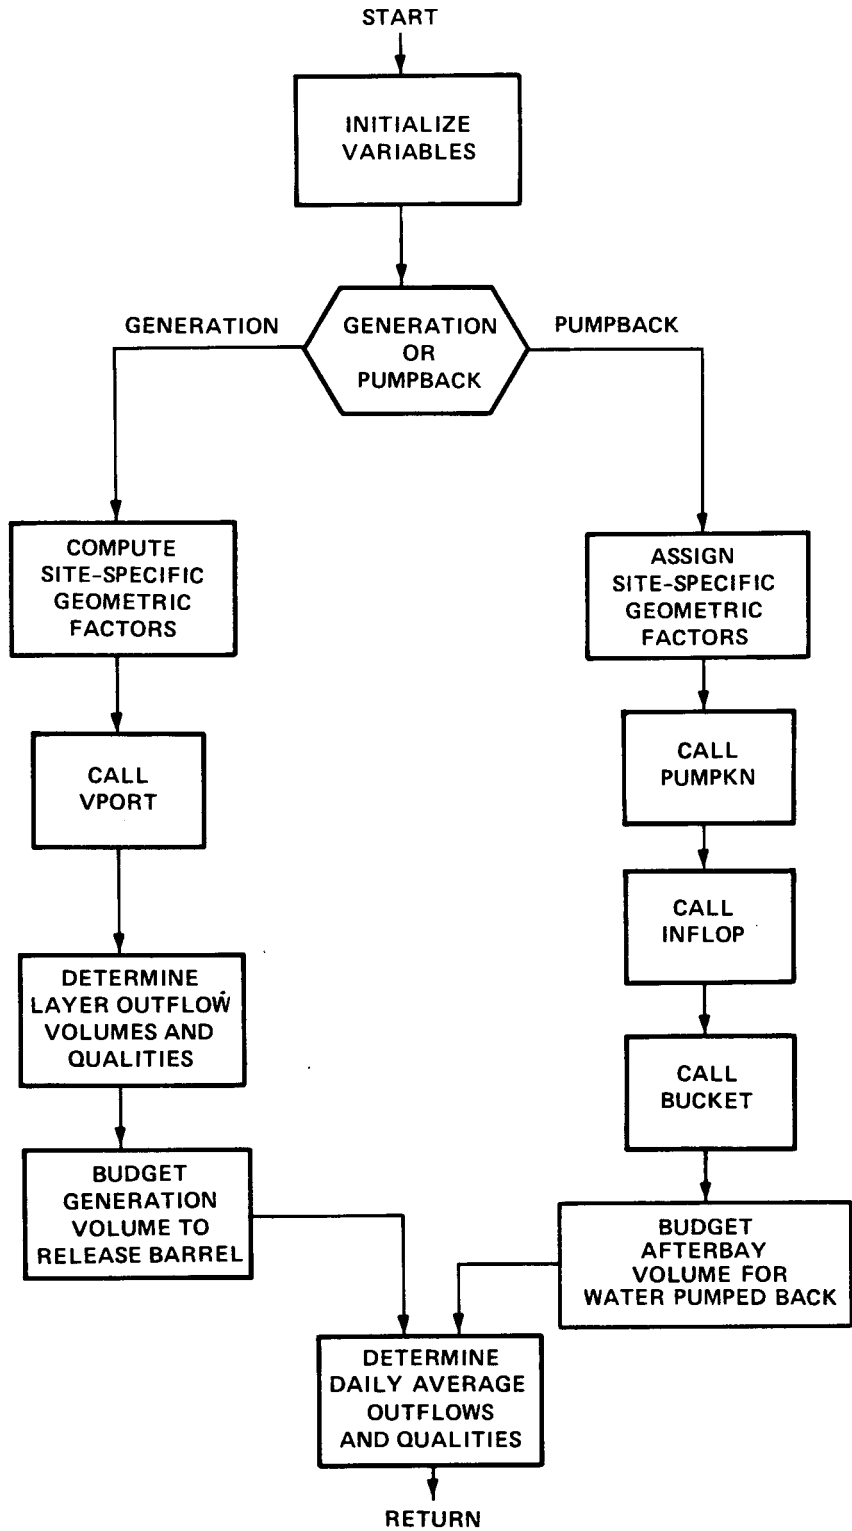 START
INITIALIZE
VARIABLES
GENERATION
GENERATION
OR
PUMPBACK
PUMPBACK
COMPUTE
SITE-SPECIFIC
GEOMETRIC
FACTORS
CALL
VPORT
DETERMINE
LAYER OUTFLOW
VOLUMES AND
QUALITIES
BUDGET
GENERATION
VOLUME TO
RELEASE BARREL
ASSIGN
SITE-SPECIFIC
GEOMETRIC
FACTORS
CALL
PUMPKN
CALL
INFLOP
CALL
BUCKET
BUDGET
AFTERBAY
VOLUME FOR
WATER PUMPED BACK
DETERMINE
DAILY AVERAGE
OUTFLOWS
AND QUALITIES
RETURN